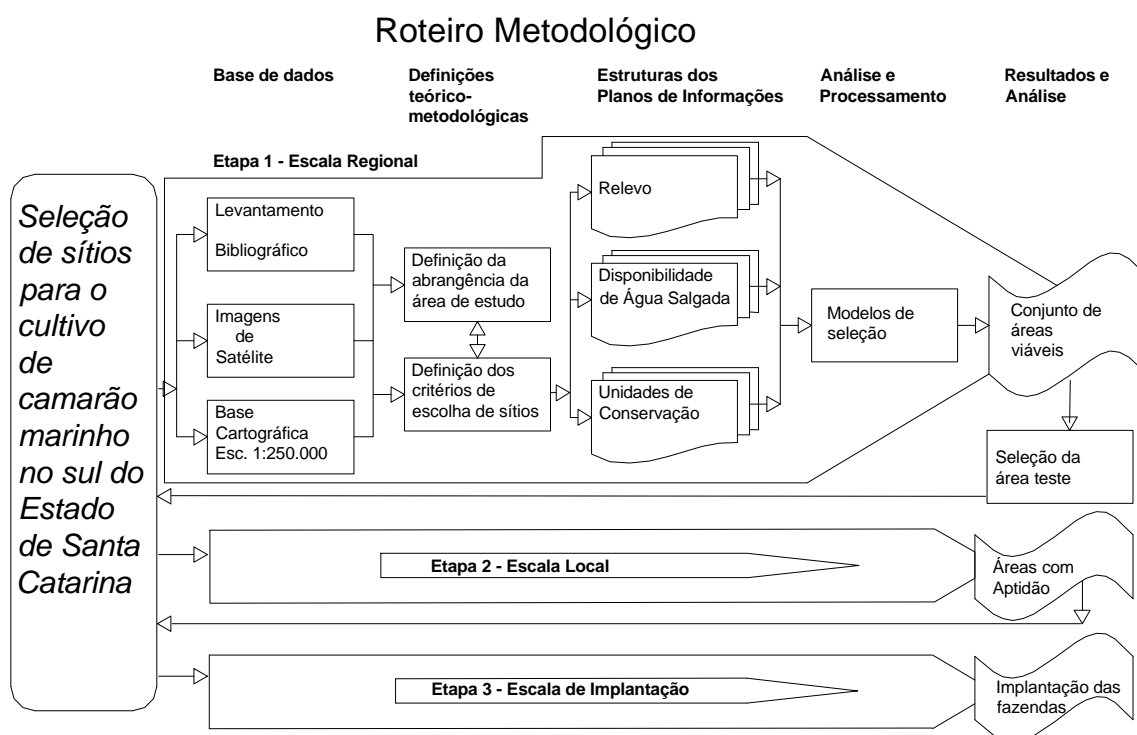 Roteiro Metodológico
Base de dados
Definições
teórico-
metodológicas
Estruturas dos
Planos de Informações
Análise e
Processamento
Resultados e
Análise
Etapa 1 - Escala Regional
Seleção
de sítios
para o
cultivo
de
camarão
marinho
no sul do
Estado
de Santa
Catarina
Levantamento
Bibliográfico
Imagens
de
Satélite
Base
Cartográfica
Esc. 1:250.000
Definição da
abrangência da
área de estudo
Definição dos
critérios de
escolha de sítios
Relevo
Disponibilidade
de Água Salgada
Unidades de
Conservação
Modelos de
seleção
Conjunto de
áreas
viáveis
Seleção da
área teste
Etapa 2 - Escala Local
Áreas com
Aptidão
Etapa 3 - Escala de Implantação
Implantação das
fazendas